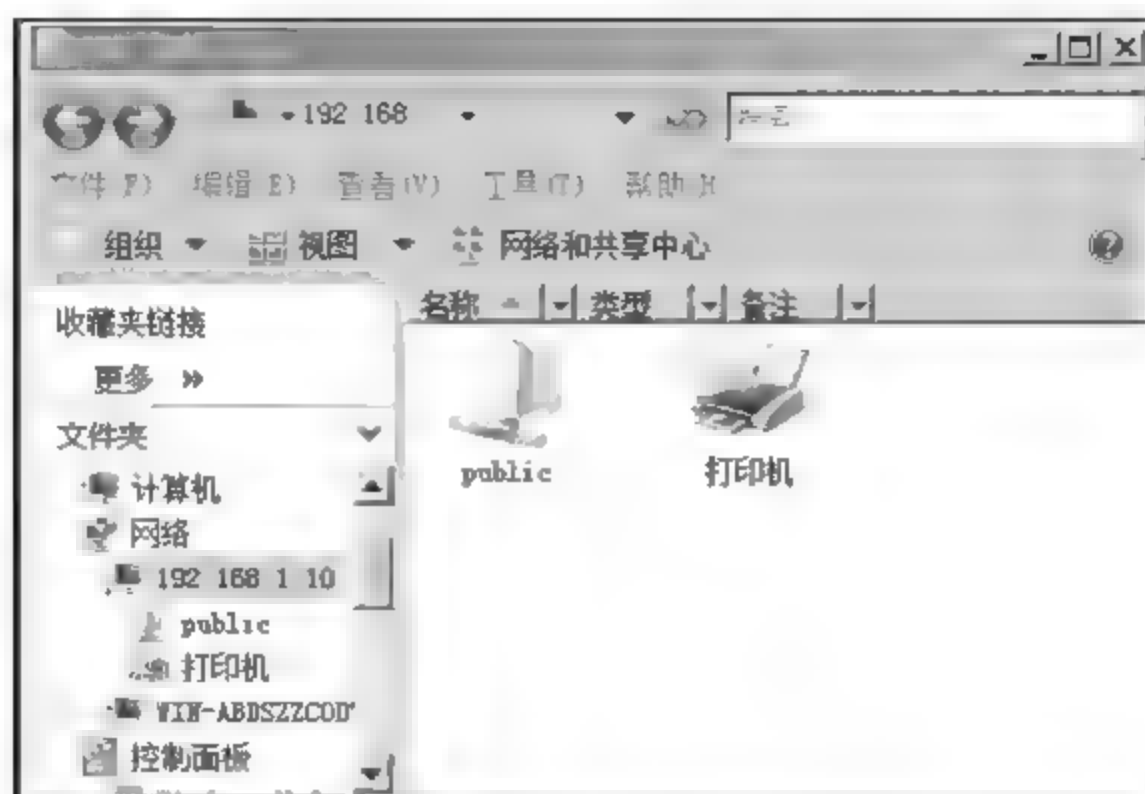 192 168
文件 F) 编辑 E) 查看(V) 工具(T) 帮助 H
组织 视图 网络和共享中心
收藏夹链接
名称 类型 备注
更多 »
文件夹
public 打印机
计算机
网络
192 168 1 10
public
打印机
控制面板